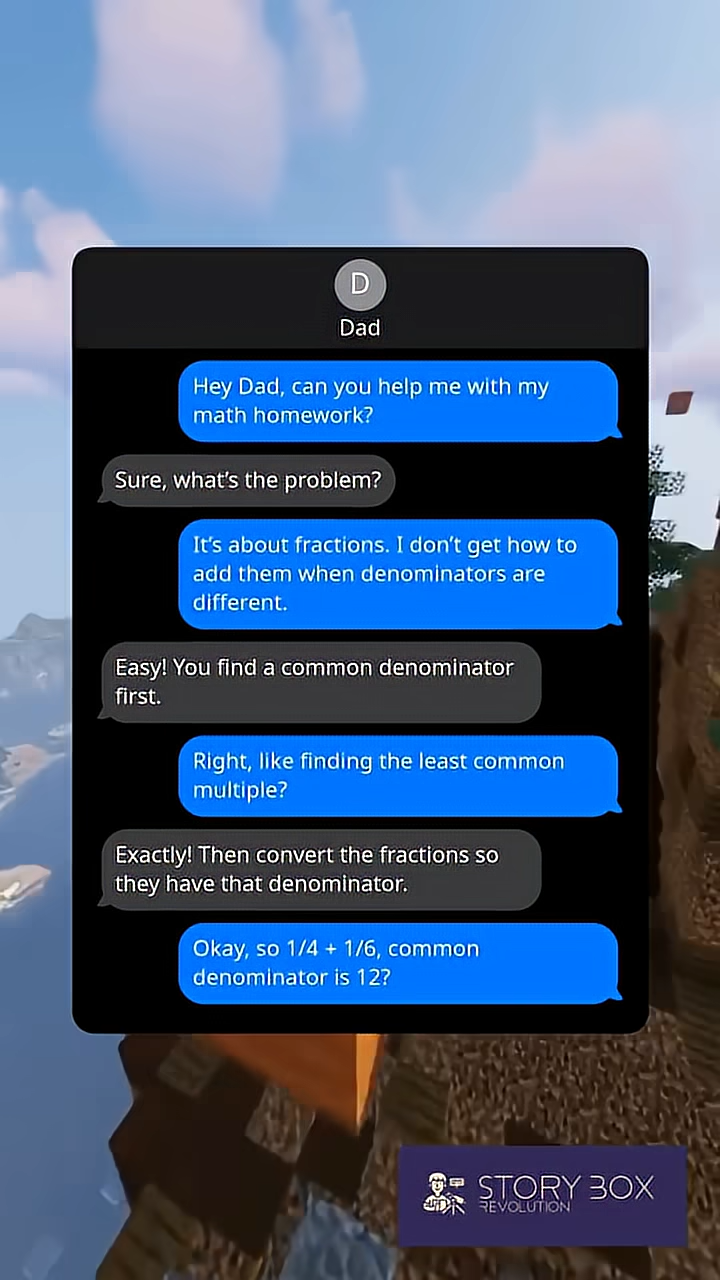 D
Dad
Hey Dad, can you help me with my
math homework?
Sure, what’s the problem?
It’s about fractions. I don’t get how to
add them when denominators are
different.
Easy! You find a common denominator
first.
Right, like finding the least common
multiple?
Exactly! Then convert the fractions so
they have that denominator.
Okay, so 1/4 + 1/6, common
denominator is 12?
STORY BOX
REVOLUTION